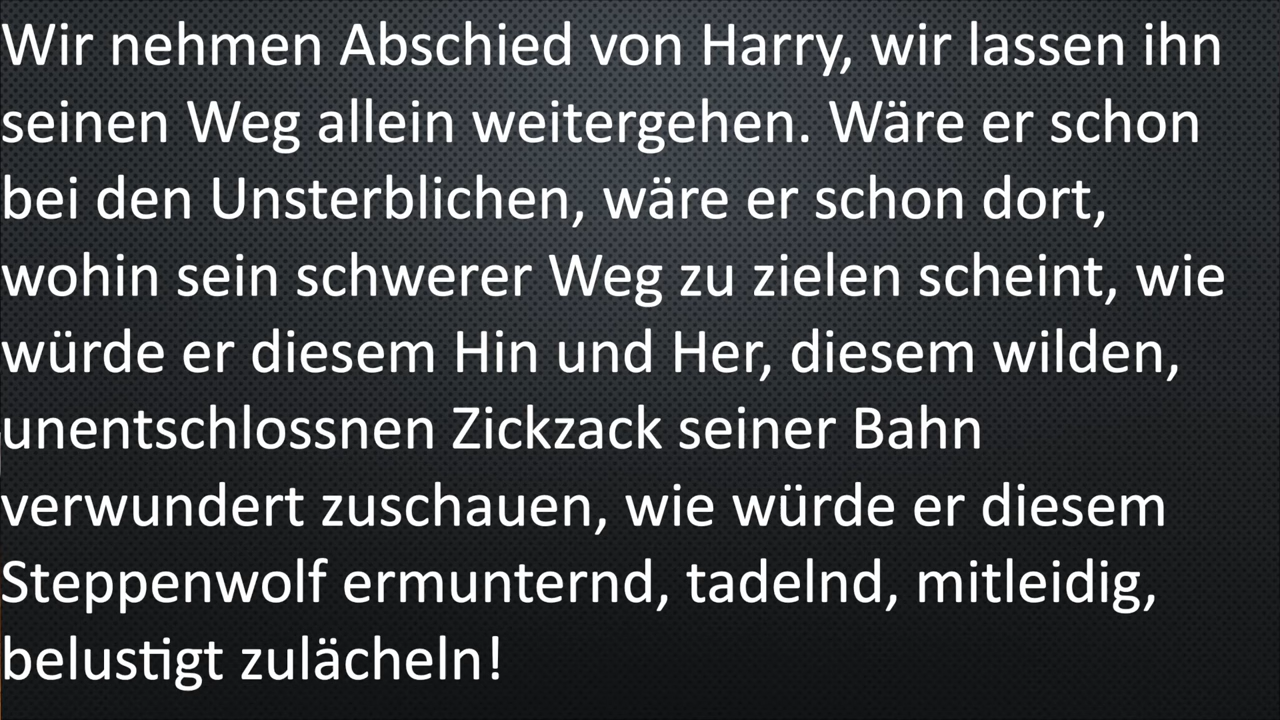 Wir nehmen Abschied von Harry, wir lassen ihn
seinen Weg allein weitergehen. Wäre er schon
bei den Unsterblichen, wäre er schon dort,
wohin sein schwerer Weg zu zielen scheint, wie
würde er diesem Hin und Her, diesem wilden,
unentschlossnen Zickzack seiner Bahn
verwundert zuschauen, wie würde er diesem
Steppenwolf ermunternd, tadelnd, mitleidig,
belustigt zulächeln!